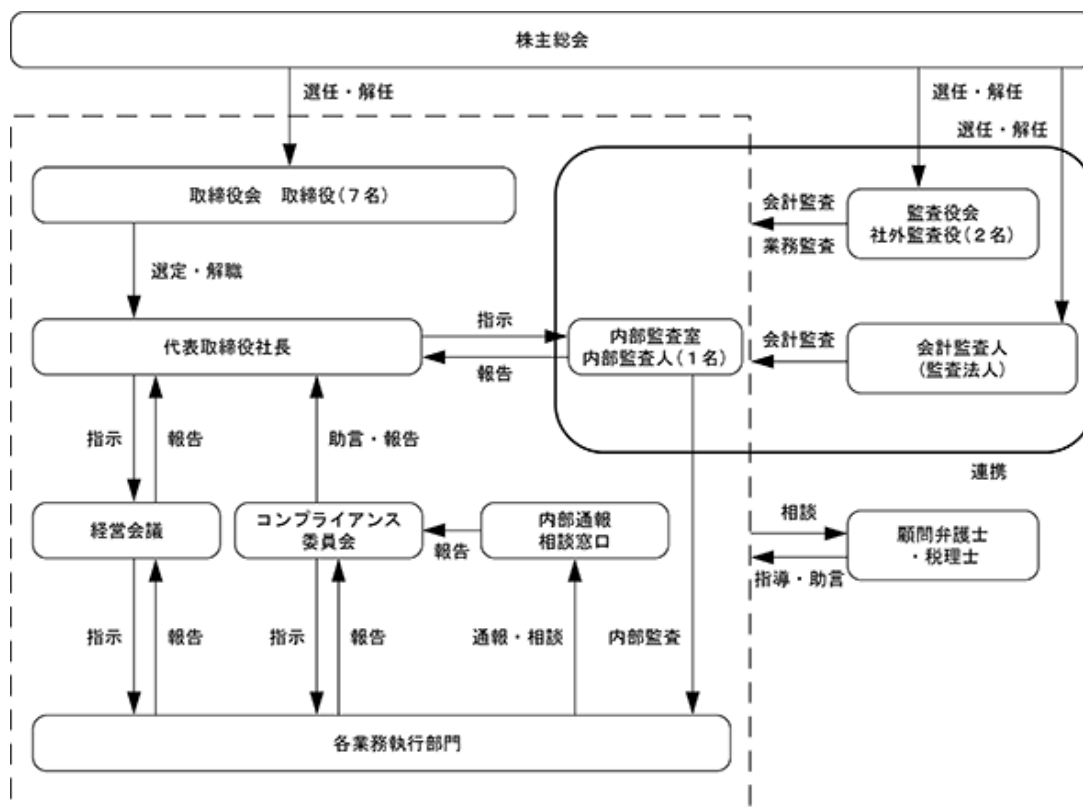 株主総会
選任・解任
選任・解任
選任・解任
取締役会　取締役（７名）
会計監査
業務監査
監査役会
社外監査役（２名）
選定・解職
代表取締役社長
指示
報告
内部監査室
内部監査人（１名）
会計監査
会計監査人
（監査法人）
指示
報告
助言・報告
連携
経営会議
コンプライアンス
委員会
報告
内部通報
相談窓口
相談
指導・助言
顧問弁護士
・税理士
指示
報告
指示
報告
通報・相談
内部監査
各業務執行部門